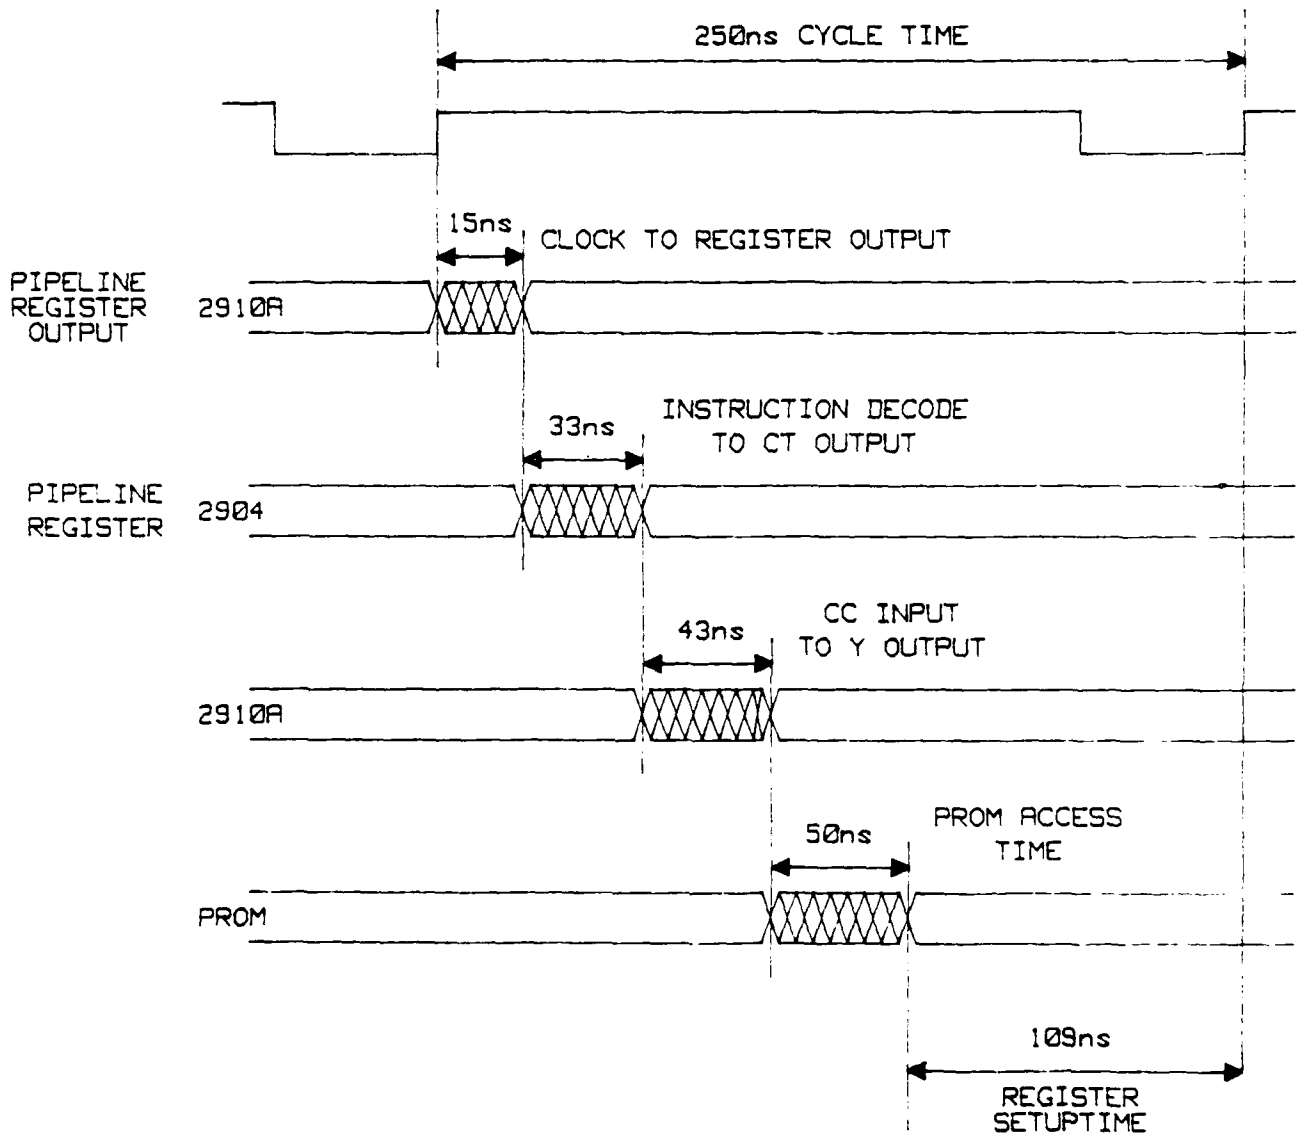 250ns CYCLE TIME
15ns
CLOCK TO REGISTER OUTPUT
PIPELINE
REGISTER
OUTPUT
2910A
33ns
INSTRUCTION DECODE
TO CT OUTPUT
PIPELINE
REGISTER
2904
43ns
CC INPUT
TO Y OUTPUT
2910A
50ns
PROM ACCESS
TIME
PROM
109ns
REGISTER
SETUPTIME